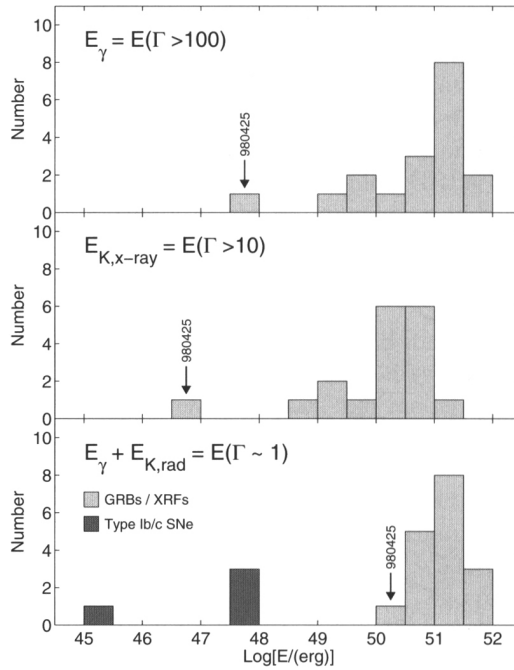 10
8
6
4
2
0
Number
E_γ = E(Γ >100)
980425
10
8
6
4
2
0
Number
E_K,x−ray = E(Γ >10)
980425
10
8
6
4
2
0
Number
E_γ + E_K,rad = E(Γ ~ 1)
GRBs / XRFs
Type Ib/c SNe
980425
45 46 47 48 49 50 51 52
Log[E/(erg)]